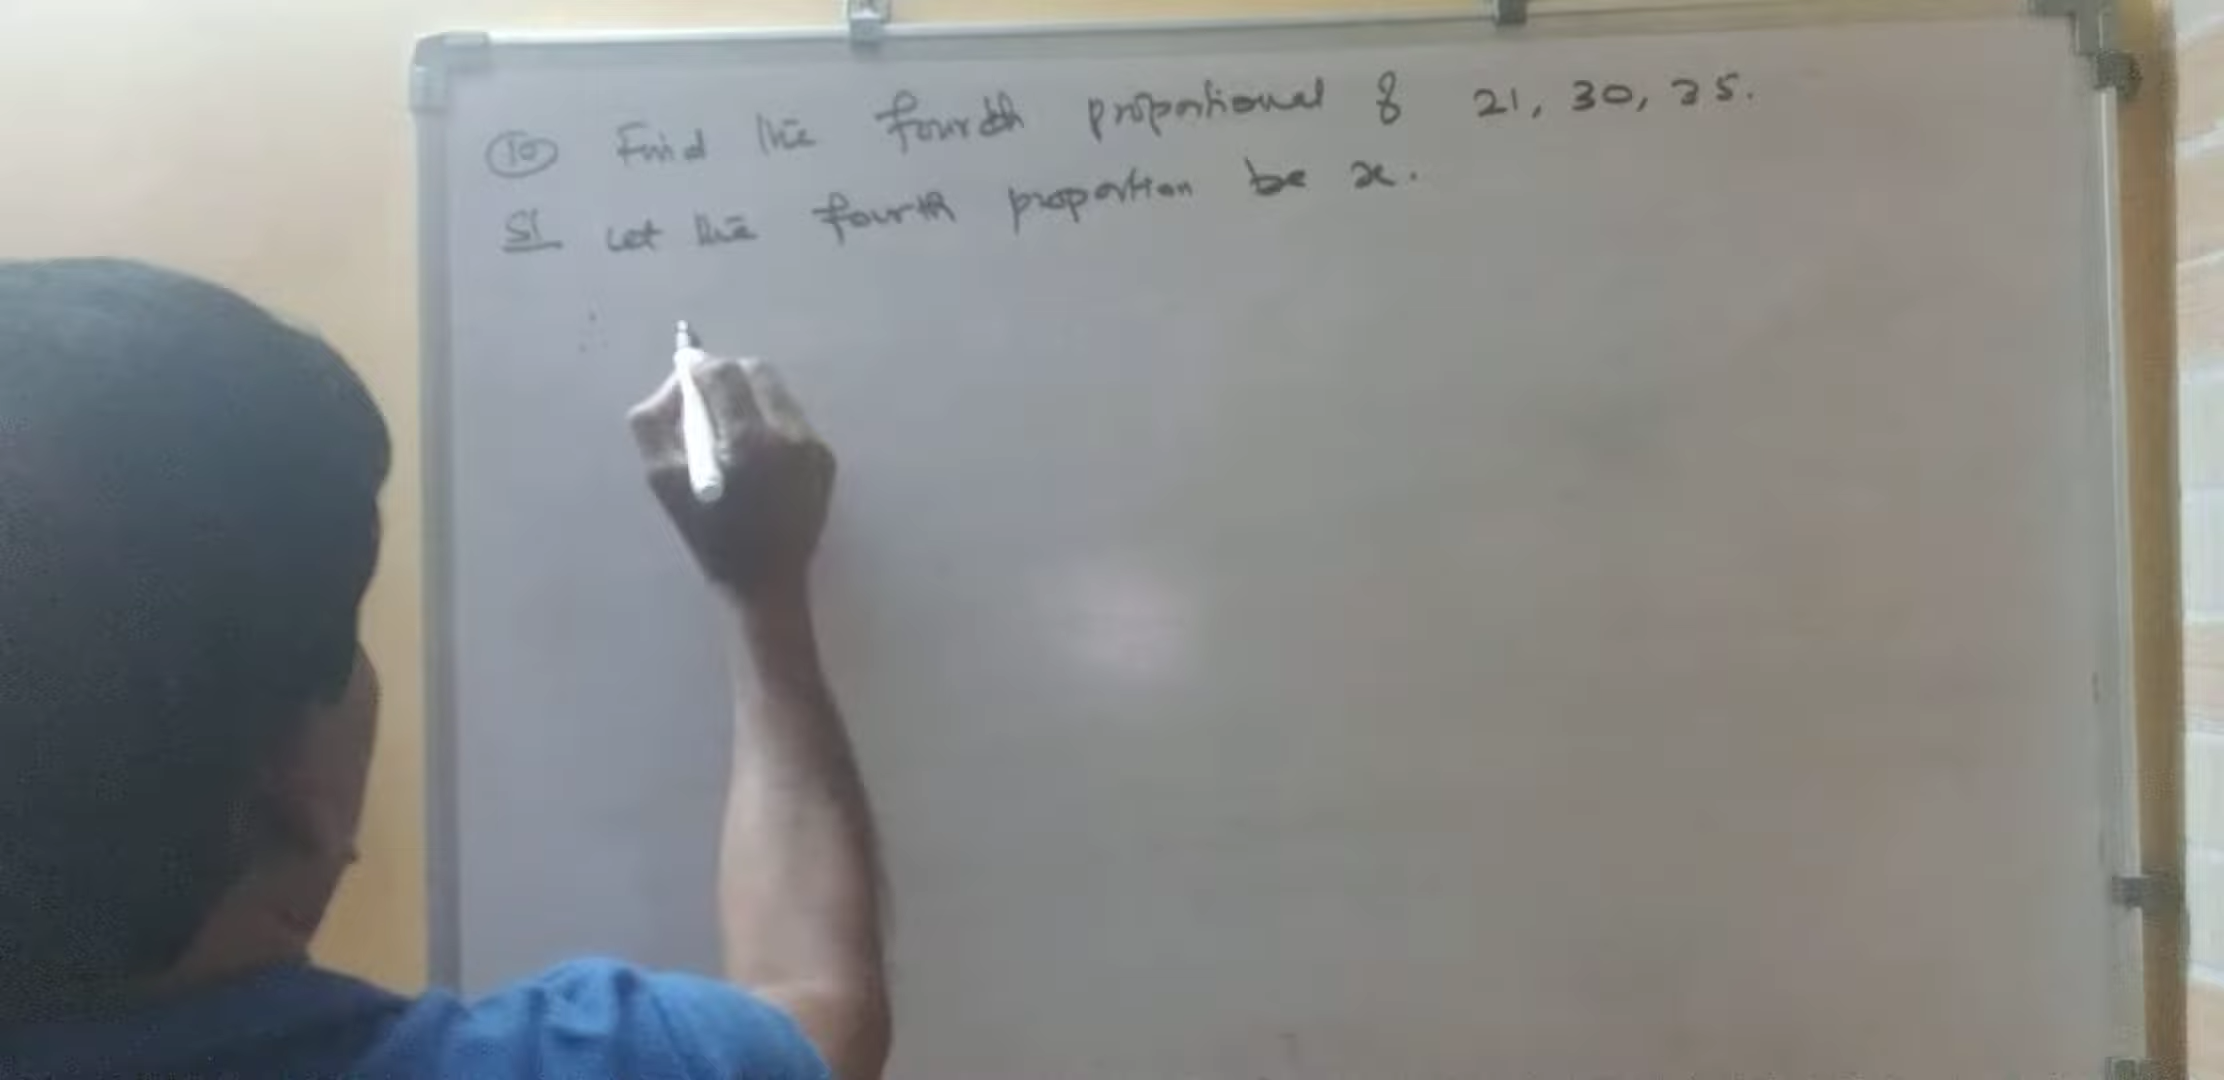 10 Find the fourth proportional of 21, 30, 35.
Sl Let the fourth proportion be x.
∴